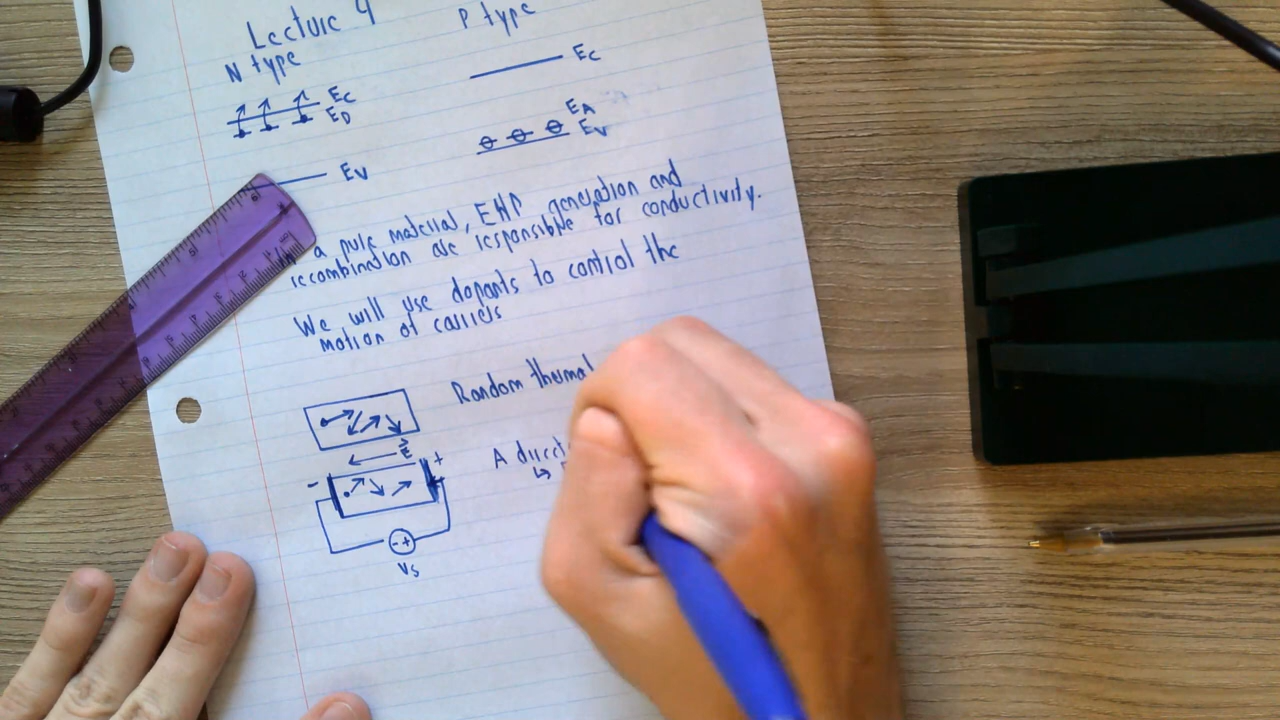 Lecture 4
N type
P type
EC
ED
EV
EC
EA
EV
a pure material, EHP generation and
recombination are responsible for conductivity.
We will use dopants to control the
motion of carriers
Random thermal
E
- +
A
- +
VS